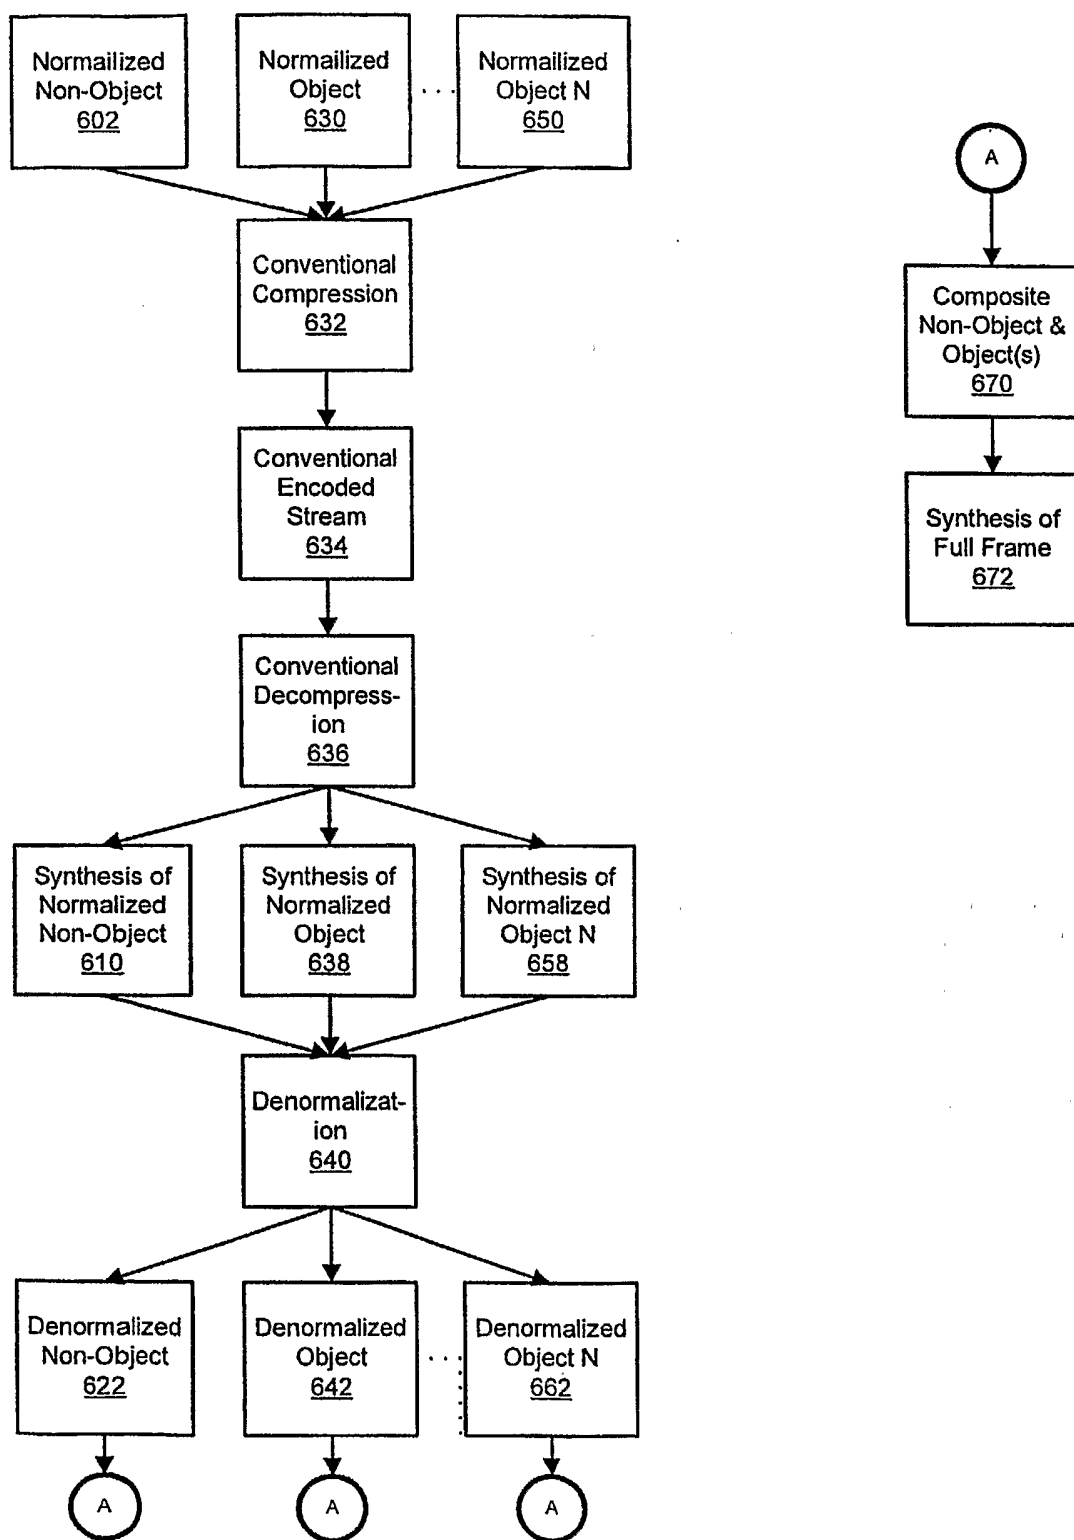 Normailized
Non-Object
602
Normailized
Object
630
. . .
Normailized
Object N
650
Conventional
Compression
632
Conventional
Encoded
Stream
634
Conventional
Decompress-
ion
636
Synthesis of
Normalized
Non-Object
610
Synthesis of
Normalized
Object
638
Synthesis of
Normalized
Object N
658
Denormalizat-
ion
640
Denormalized
Non-Object
622
Denormalized
Object
642
. . .
Denormalized
Object N
662
A
A
A
A
Composite
Non-Object &
Object(s)
670
Synthesis of
Full Frame
672